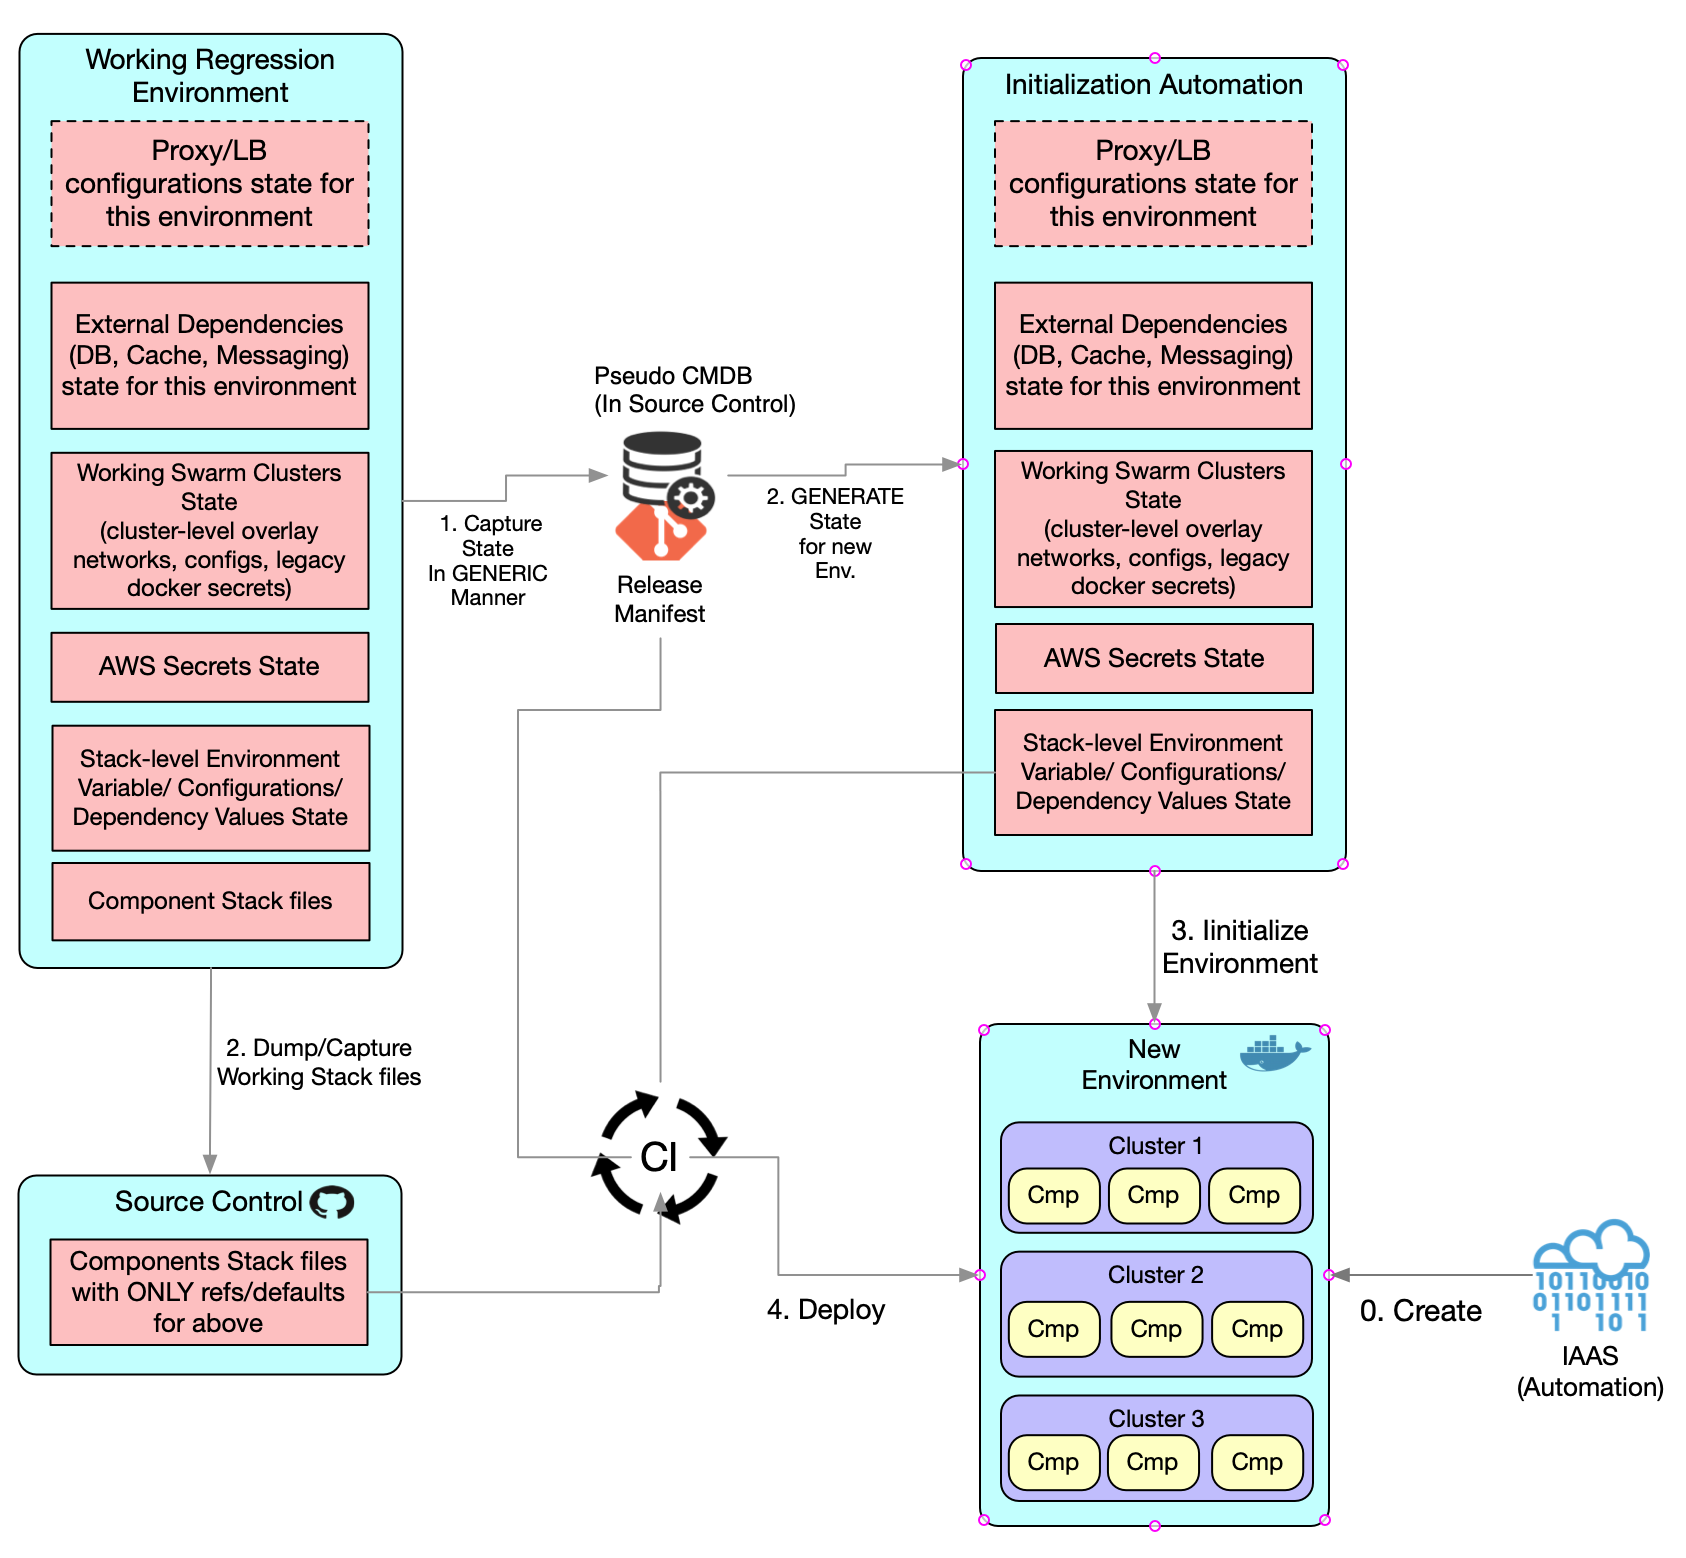 Working Regression
Environment
Proxy/LB
configurations state for
this environment
External Dependencies
(DB, Cache, Messaging)
state for this environment
Working Swarm Clusters
State
(cluster-level overlay
networks, configs, legacy
docker secrets)
AWS Secrets State
Stack-level Environment
Variable/ Configurations/
Dependency Values State
Component Stack files
1. Capture
State
In GENERIC
Manner
Pseudo CMDB
(In Source Control)
Release
Manifest
2. GENERATE
State
for new
Env.
Initialization Automation
Proxy/LB
configurations state for
this environment
External Dependencies
(DB, Cache, Messaging)
state for this environment
Working Swarm Clusters
State
(cluster-level overlay
networks, configs, legacy
docker secrets)
AWS Secrets State
Stack-level Environment
Variable/ Configurations/
Dependency Values State
3. Iinitialize
Environment
2. Dump/Capture
Working Stack files
Source Control
Components Stack files
with ONLY refs/defaults
for above
CI
4. Deploy
New
Environment
Cluster 1
Cmp Cmp Cmp
Cluster 2
Cmp Cmp Cmp
Cluster 3
Cmp Cmp Cmp
0. Create
10110010
01101111
1 10 1
IAAS
(Automation)